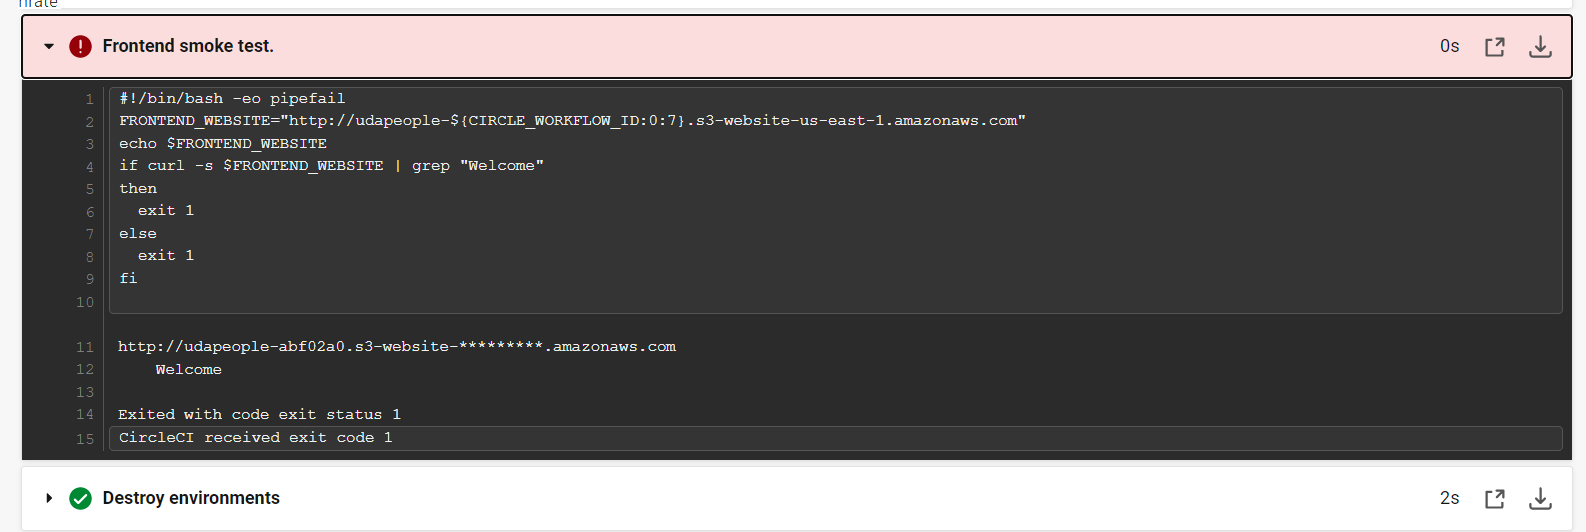 Frontend smoke test.
0s
1 #!/bin/bash -eo pipefail
2 FRONTEND_WEBSITE="http://udapeople-${CIRCLE_WORKFLOW_ID:0:7}.s3-website-us-east-1.amazonaws.com"
3 echo $FRONTEND_WEBSITE
4 if curl -s $FRONTEND_WEBSITE | grep "Welcome"
5 then
6   exit 1
7 else
8   exit 1
9 fi
10
11 http://udapeople-abf02a0.s3-website-*********.amazonaws.com
12     Welcome
13
14 Exited with code exit status 1
15 CircleCI received exit code 1
Destroy environments
2s